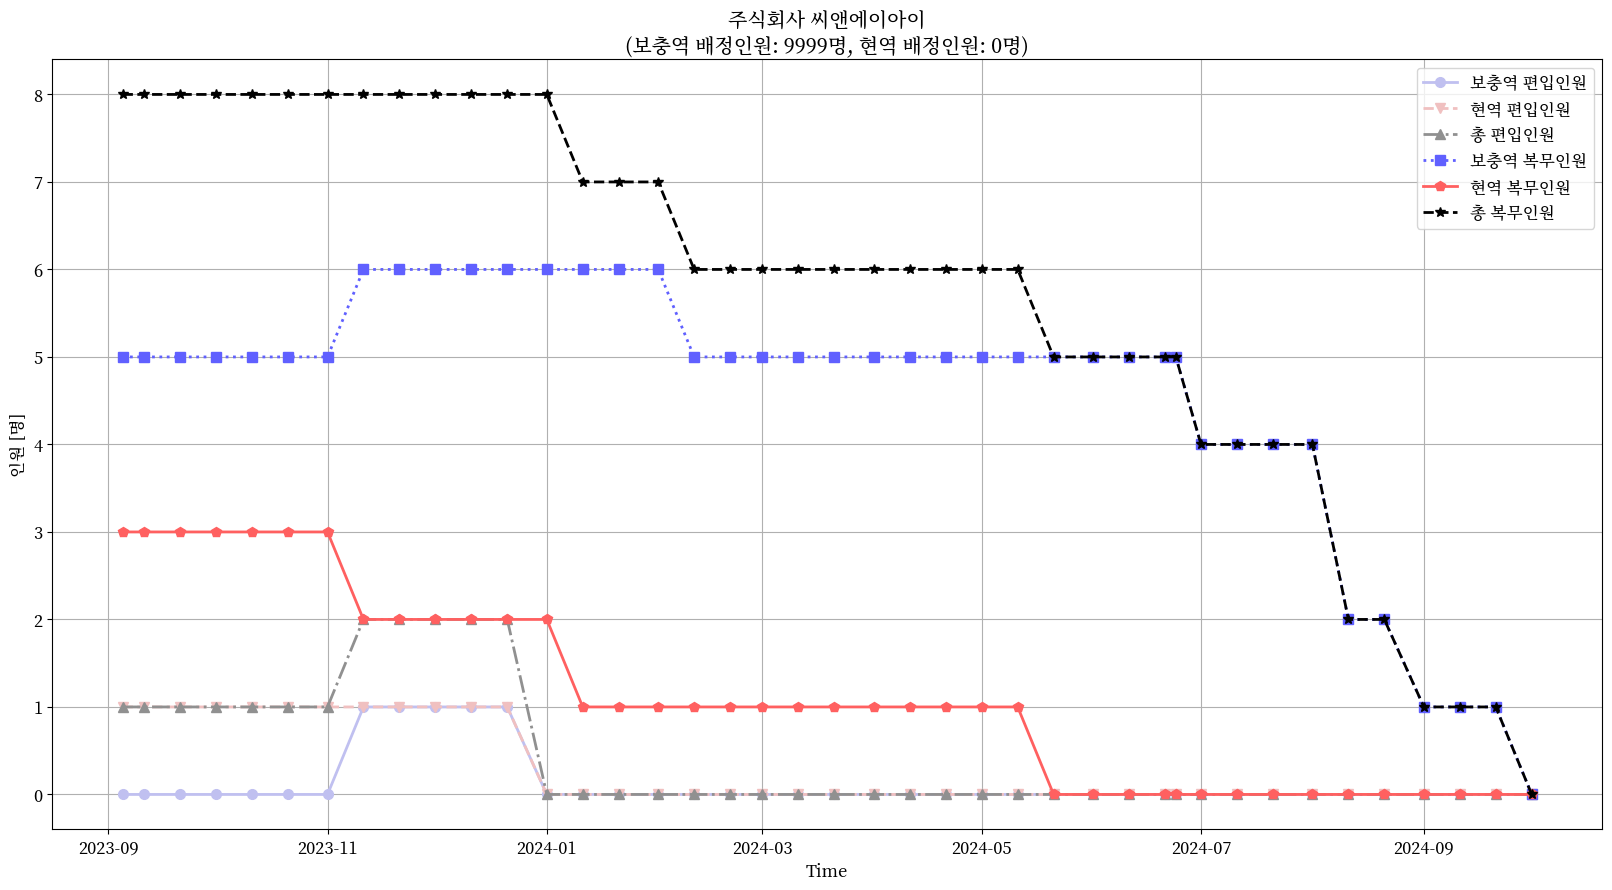 주식회사 씨앤에이아이
(보충역 배정인원: 9999명, 현역 배정인원: 0명)
보충역 편입인원
현역 편입인원
총 편입인원
보충역 복무인원
현역 복무인원
총 복무인원
인원 [명]
8
7
6
5
4
3
2
1
0
2023-09
2023-11
2024-01
2024-03
2024-05
2024-07
2024-09
Time